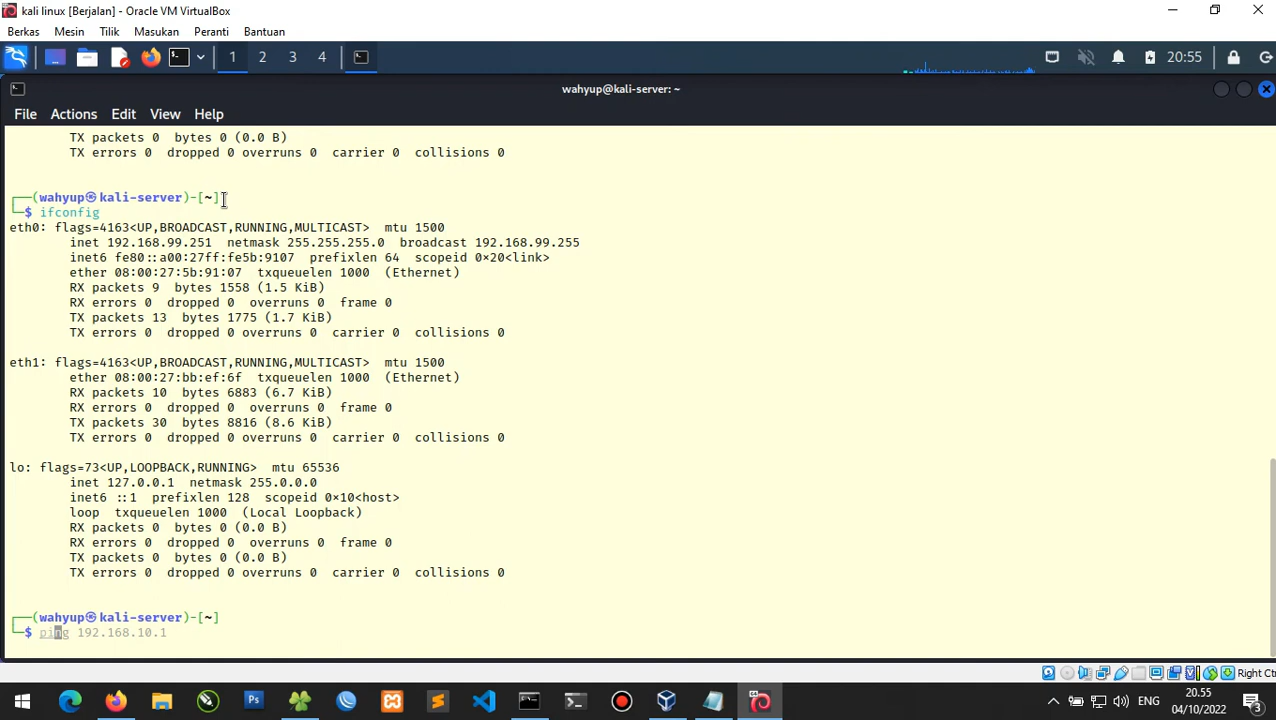 kali linux [Berjalan] - Oracle VM VirtualBox
Berkas Mesin Tilik Masukan Peranti Bantuan
1 2 3 4 20:55
wahyup@kali-server: ~
File Actions Edit View Help
TX packets 0  bytes 0 (0.0 B)
TX errors 0  dropped 0 overruns 0  carrier 0  collisions 0
┌──(wahyup㉿kali-server)-[~]
└─$ ifconfig
eth0: flags=4163<UP,BROADCAST,RUNNING,MULTICAST>  mtu 1500
inet 192.168.99.251  netmask 255.255.255.0  broadcast 192.168.99.255
inet6 fe80::a00:27ff:fe5b:9107  prefixlen 64  scopeid 0×20<link>
ether 08:00:27:5b:91:07  txqueuelen 1000  (Ethernet)
RX packets 9  bytes 1558 (1.5 KiB)
RX errors 0  dropped 0  overruns 0  frame 0
TX packets 13  bytes 1775 (1.7 KiB)
TX errors 0  dropped 0 overruns 0  carrier 0  collisions 0
eth1: flags=4163<UP,BROADCAST,RUNNING,MULTICAST>  mtu 1500
ether 08:00:27:bb:ef:6f  txqueuelen 1000  (Ethernet)
RX packets 10  bytes 6883 (6.7 KiB)
RX errors 0  dropped 0  overruns 0  frame 0
TX packets 30  bytes 8816 (8.6 KiB)
TX errors 0  dropped 0 overruns 0  carrier 0  collisions 0
lo: flags=73<UP,LOOPBACK,RUNNING>  mtu 65536
inet 127.0.0.1  netmask 255.0.0.0
inet6 ::1  prefixlen 128  scopeid 0×10<host>
loop  txqueuelen 1000  (Local Loopback)
RX packets 0  bytes 0 (0.0 B)
RX errors 0  dropped 0  overruns 0  frame 0
TX packets 0  bytes 0 (0.0 B)
TX errors 0  dropped 0 overruns 0  carrier 0  collisions 0
┌──(wahyup㉿kali-server)-[~]
└─$ ping 192.168.10.1
Right Ct
Ps
ENG
20.55
04/10/2022
3